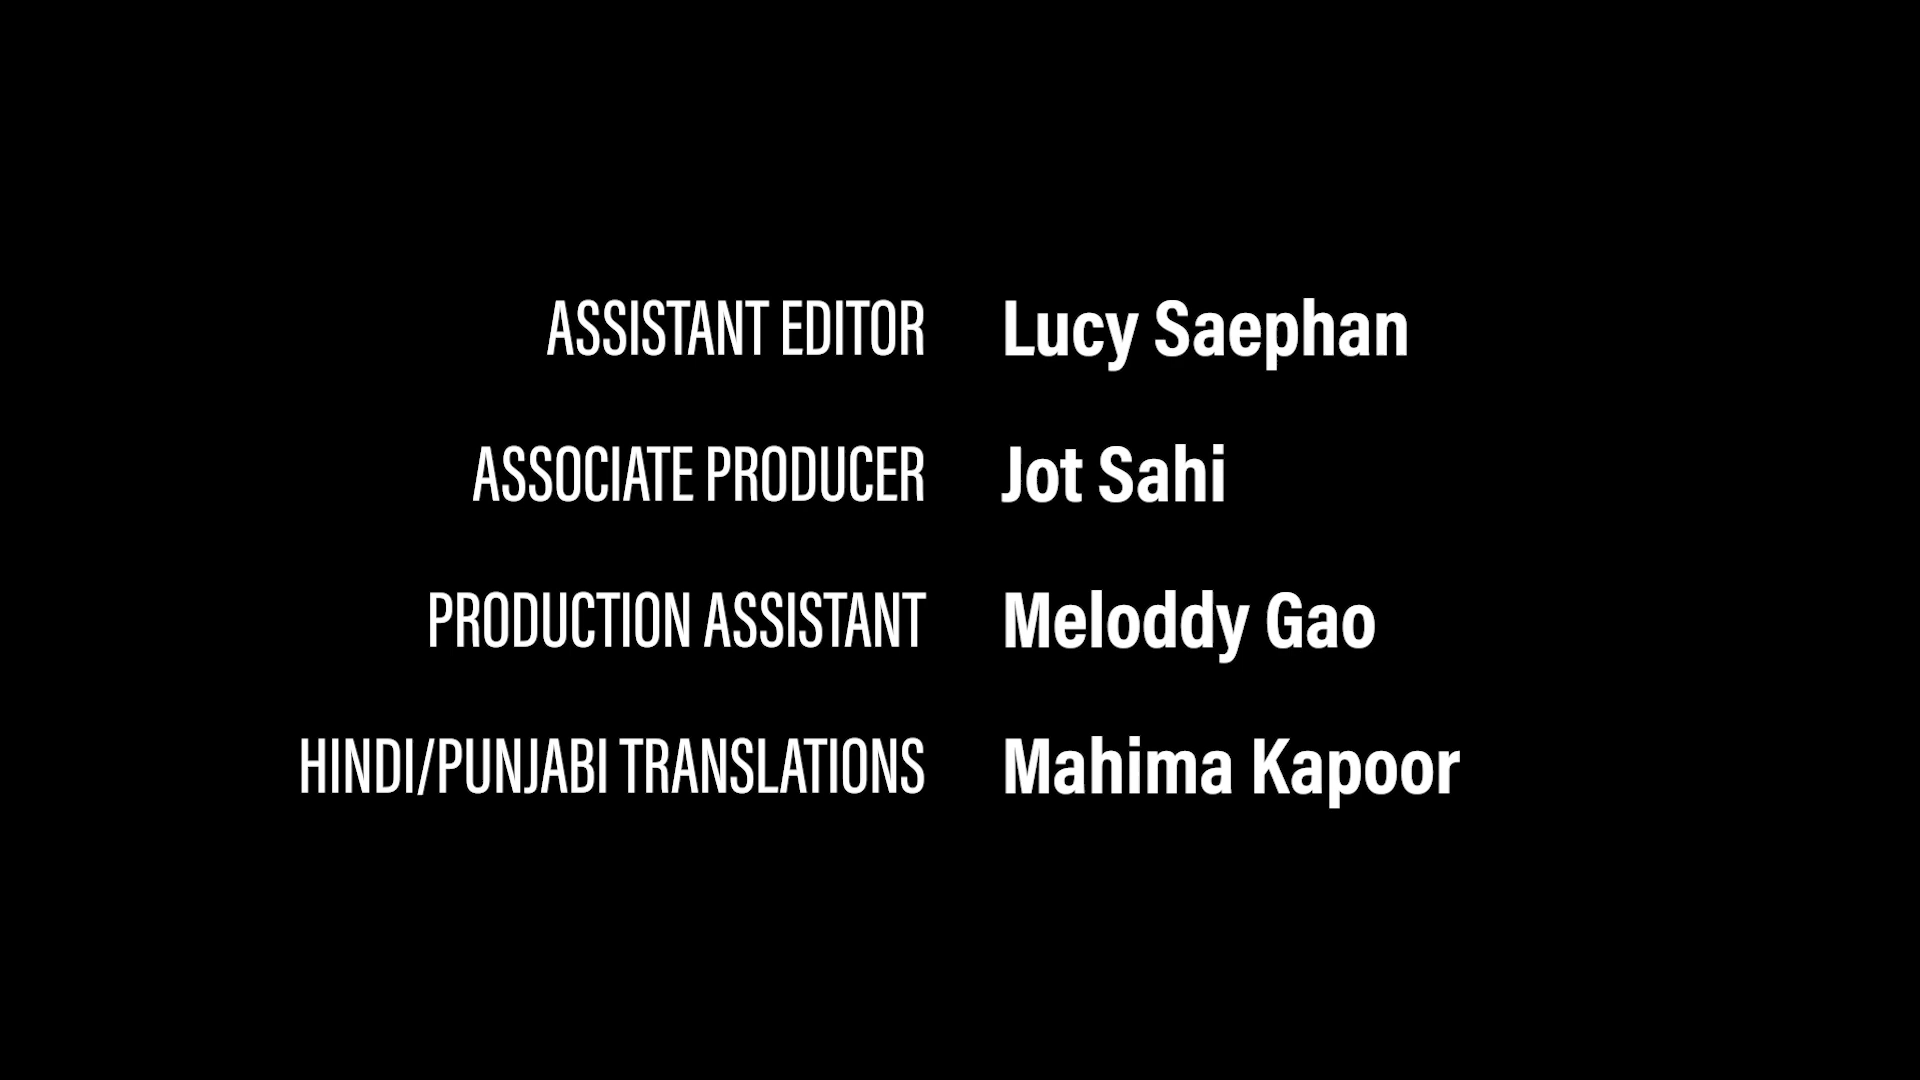 ASSISTANT EDITOR Lucy Saephan
ASSOCIATE PRODUCER Jot Sahi
PRODUCTION ASSISTANT Meloddy Gao
HINDI/PUNJABI TRANSLATIONS Mahima Kapoor